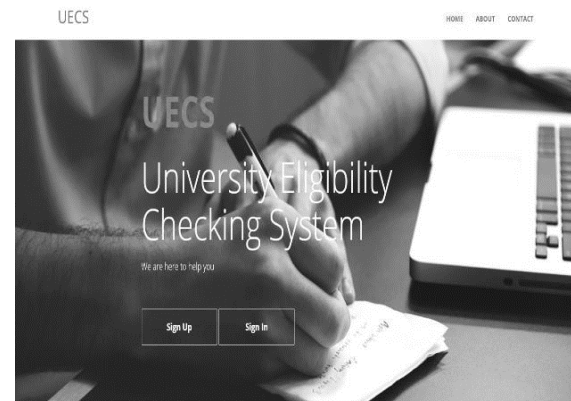 UECS
HOME ABOUT CONTACT
UECS
University Eligibility
Checking System
We are here to help you
Sign Up Sign In